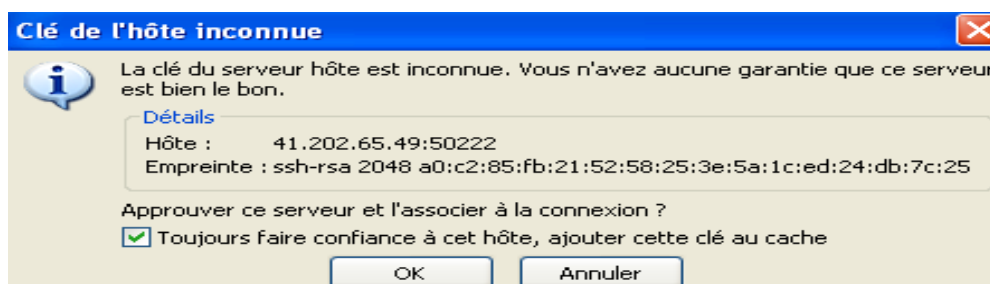 Clé de l'hôte inconnue
La clé du serveur hôte est inconnue. Vous n'avez aucune garantie que ce serveur
est bien le bon.
Détails
Hôte : 41.202.65.49:50222
Empreinte : ssh-rsa 2048 a0:c2:85:fb:21:52:58:25:3e:5a:1c:ed:24:db:7c:25
Approuver ce serveur et l'associer à la connexion ?
Toujours faire confiance à cet hôte, ajouter cette clé au cache
OK Annuler